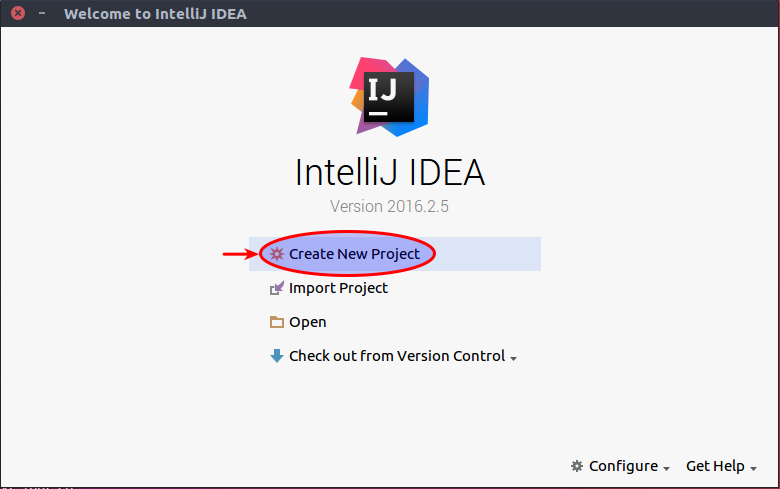 Welcome to IntelliJ IDEA
IJ
IntelliJ IDEA
Version 2016.2.5
Create New Project
Import Project
Open
Check out from Version Control
Configure Get Help